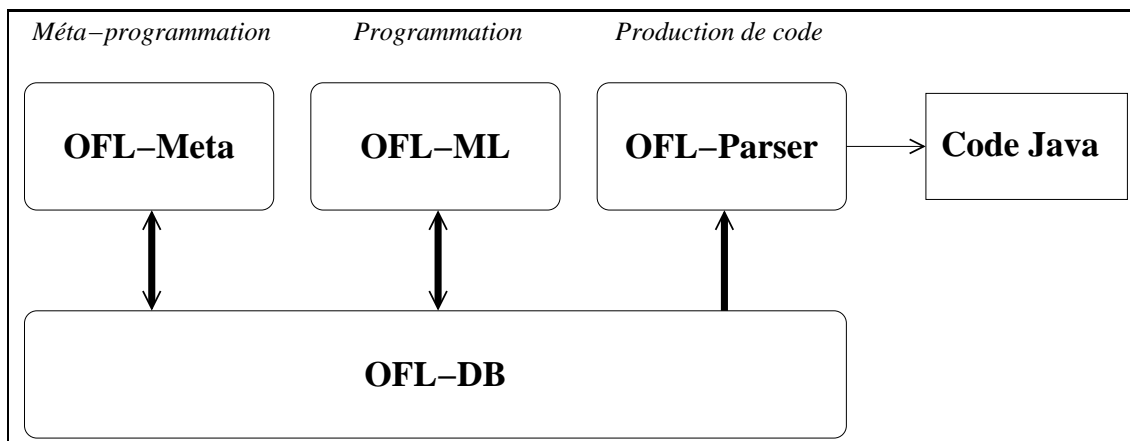 Méta−programmation Programmation Production de code
OFL−Meta OFL−ML OFL−Parser Code Java
OFL−DB